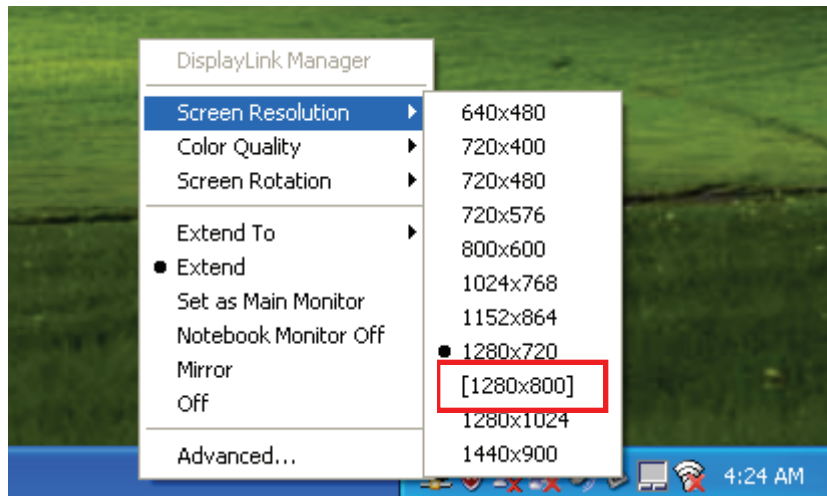 DisplayLink Manager
Screen Resolution
Color Quality
Screen Rotation
Extend To
Extend
Set as Main Monitor
Notebook Monitor Off
Mirror
Off
Advanced...
640x480
720x400
720x480
720x576
800x600
1024x768
1152x864
1280x720
[1280x800]
1280x1024
1440x900
4:24 AM